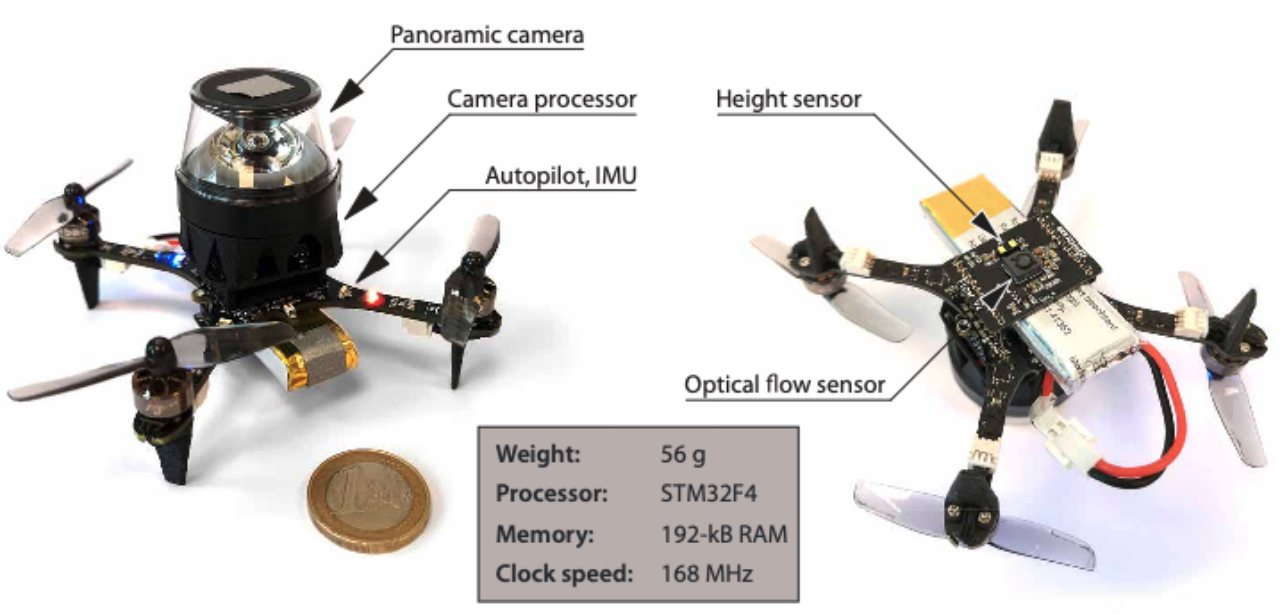 Panoramic camera
Camera processor
Autopilot, IMU
Height sensor
Optical flow sensor
Weight: 56 g
Processor: STM32F4
Memory: 192-kB RAM
Clock speed: 168 MHz
1